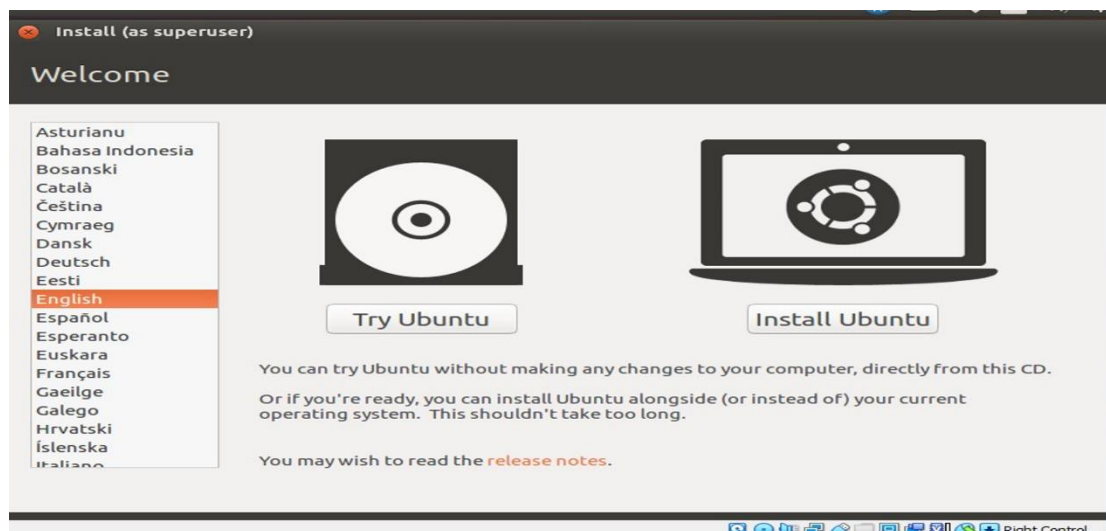 Install (as superuser)
Welcome
Asturianu
Bahasa Indonesia
Bosanski
Català
Čeština
Cymraeg
Dansk
Deutsch
Eesti
English
Español
Esperanto
Euskara
Français
Gaeilge
Galego
Hrvatski
Íslenska
Italiano
Try Ubuntu
Install Ubuntu
You can try Ubuntu without making any changes to your computer, directly from this CD.
Or if you're ready, you can install Ubuntu alongside (or instead of) your current
operating system. This shouldn't take too long.
You may wish to read the release notes.
Right Control